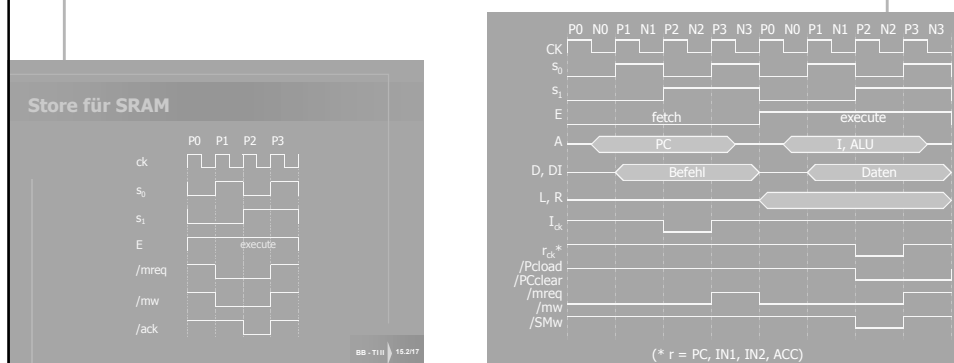 Store für SRAM
P0 P1 P2 P3
ck
s0
s1
E execute
/mreq
/mw
/ack
BB - TI II 15.2/17
P0 N0 P1 N1 P2 N2 P3 N3 P0 N0 P1 N1 P2 N2 P3 N3
CK
s0
s1
E fetch execute
A PC I, ALU
D, DI Befehl Daten
L, R
Ick
rck*
/Pcload
/PCclear
/mreq
/mw
/SMw
(* r = PC, IN1, IN2, ACC)